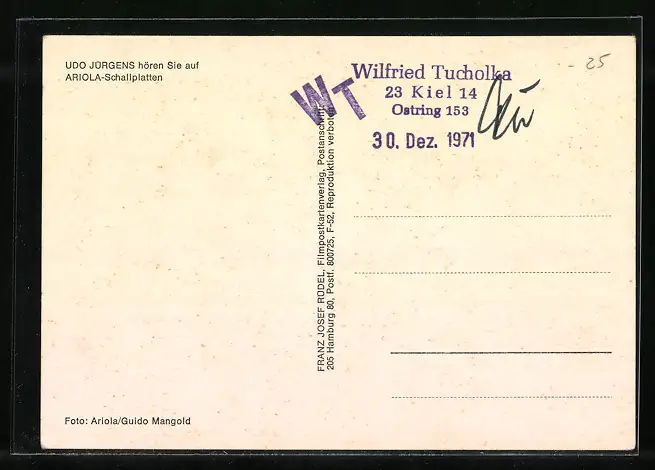 UDO JÜRGENS hören Sie auf
ARIOLA-Schallplatten
WT
Wilfried Tucholka
23 Kiel 14
Ostring 153
30. Dez. 1971
- 25
FRANZ JOSEF RÜDEL, Filmpostkartenverlag, Postanschrift:
205 Hamburg 80, Postf. 800725, F-52, Reproduktion verboten
Foto: Ariola/Guido Mangold